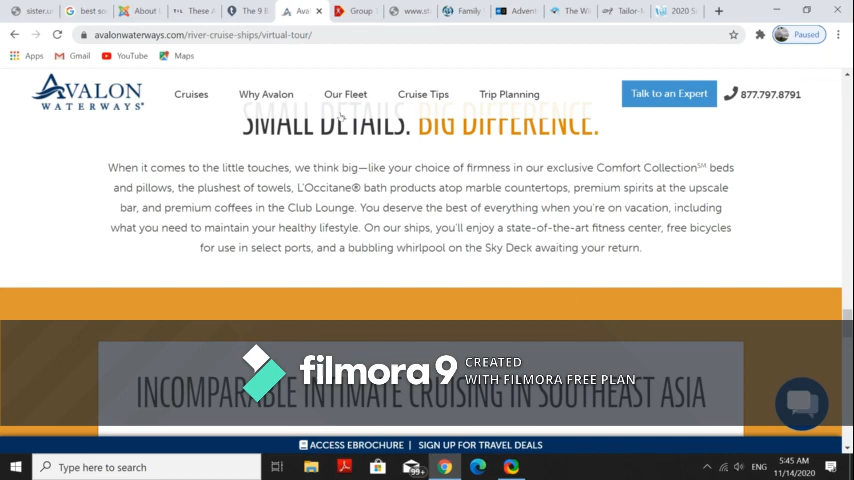 sister.u
best so
About U
These A
The 9 B
Ava
Group
www.st
Family
Advent
The Wi
Tailor-
2020 S
avalonwaterways.com/river-cruise-ships/virtual-tour/
Paused
Apps
Gmail
YouTube
Maps
AVALON
WATERWAYS®
Cruises
Why Avalon
Our Fleet
Cruise Tips
Trip Planning
Talk to an Expert
877.797.8791
SMALL DETAILS. BIG DIFFERENCE.
When it comes to the little touches, we think big—like your choice of firmness in our exclusive Comfort Collection℠ beds
and pillows, the plushest of towels, L'Occitane® bath products atop marble countertops, premium spirits at the upscale
bar, and premium coffees in the Club Lounge. You deserve the best of everything when you're on vacation, including
what you need to maintain your healthy lifestyle. On our ships, you'll enjoy a state-of-the-art fitness center, free bicycles
for use in select ports, and a bubbling whirlpool on the Sky Deck awaiting your return.
filmora9
CREATED
WITH FILMORA FREE PLAN
INCOMPARABLE INTIMATE CRUISING IN SOUTHEAST ASIA
ACCESS EBROCHURE | SIGN UP FOR TRAVEL DEALS
Type here to search
99+
ENG
5:45 AM
11/14/2020